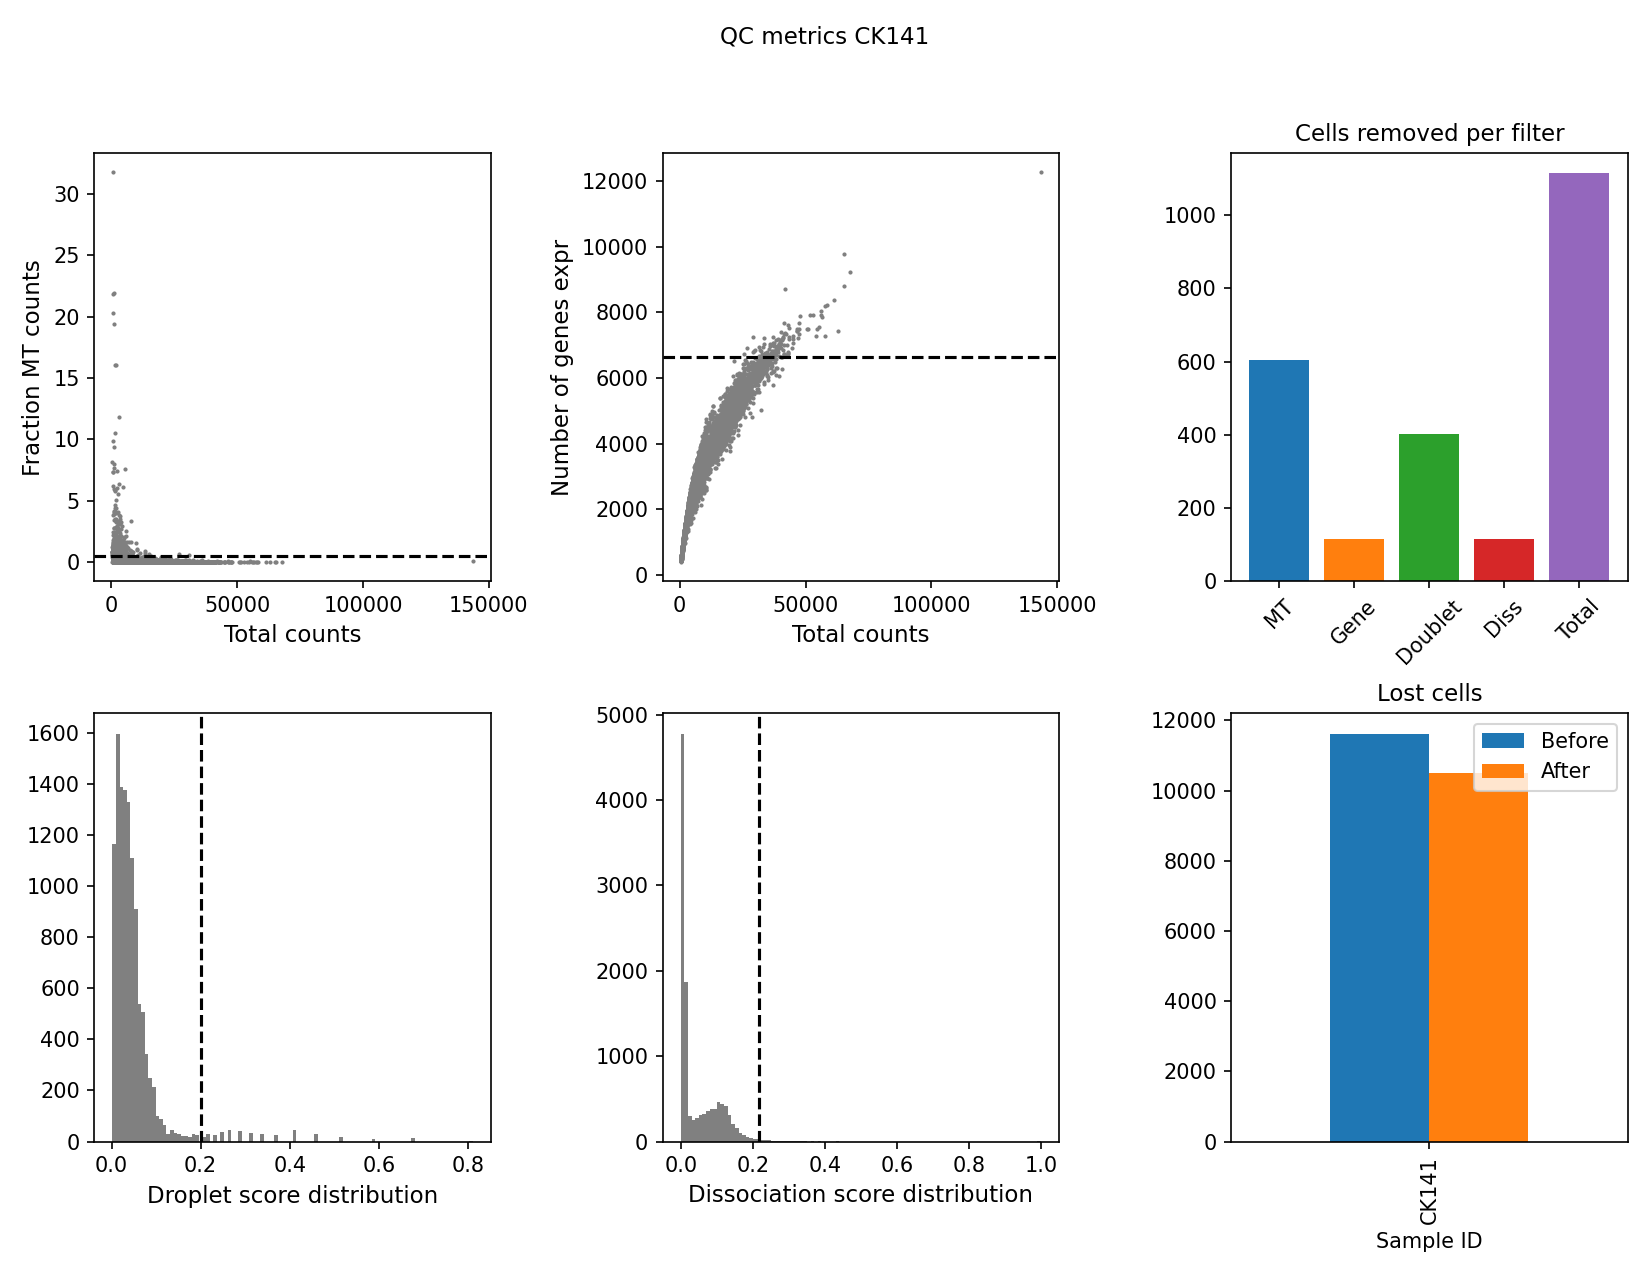 QC metrics CK141
Fraction MT counts
30
25
20
15
10
5
0
0 50000 100000 150000
Total counts
Number of genes expr
12000
10000
8000
6000
4000
2000
0
0 50000 100000 150000
Total counts
Cells removed per filter
1000
800
600
400
200
0
MT Gene Doublet Diss Total
1600
1400
1200
1000
800
600
400
200
0
0.0 0.2 0.4 0.6 0.8
Droplet score distribution
5000
4000
3000
2000
1000
0
0.0 0.2 0.4 0.6 0.8 1.0
Dissociation score distribution
Lost cells
12000
10000
8000
6000
4000
2000
0
Before
After
CK141
Sample ID